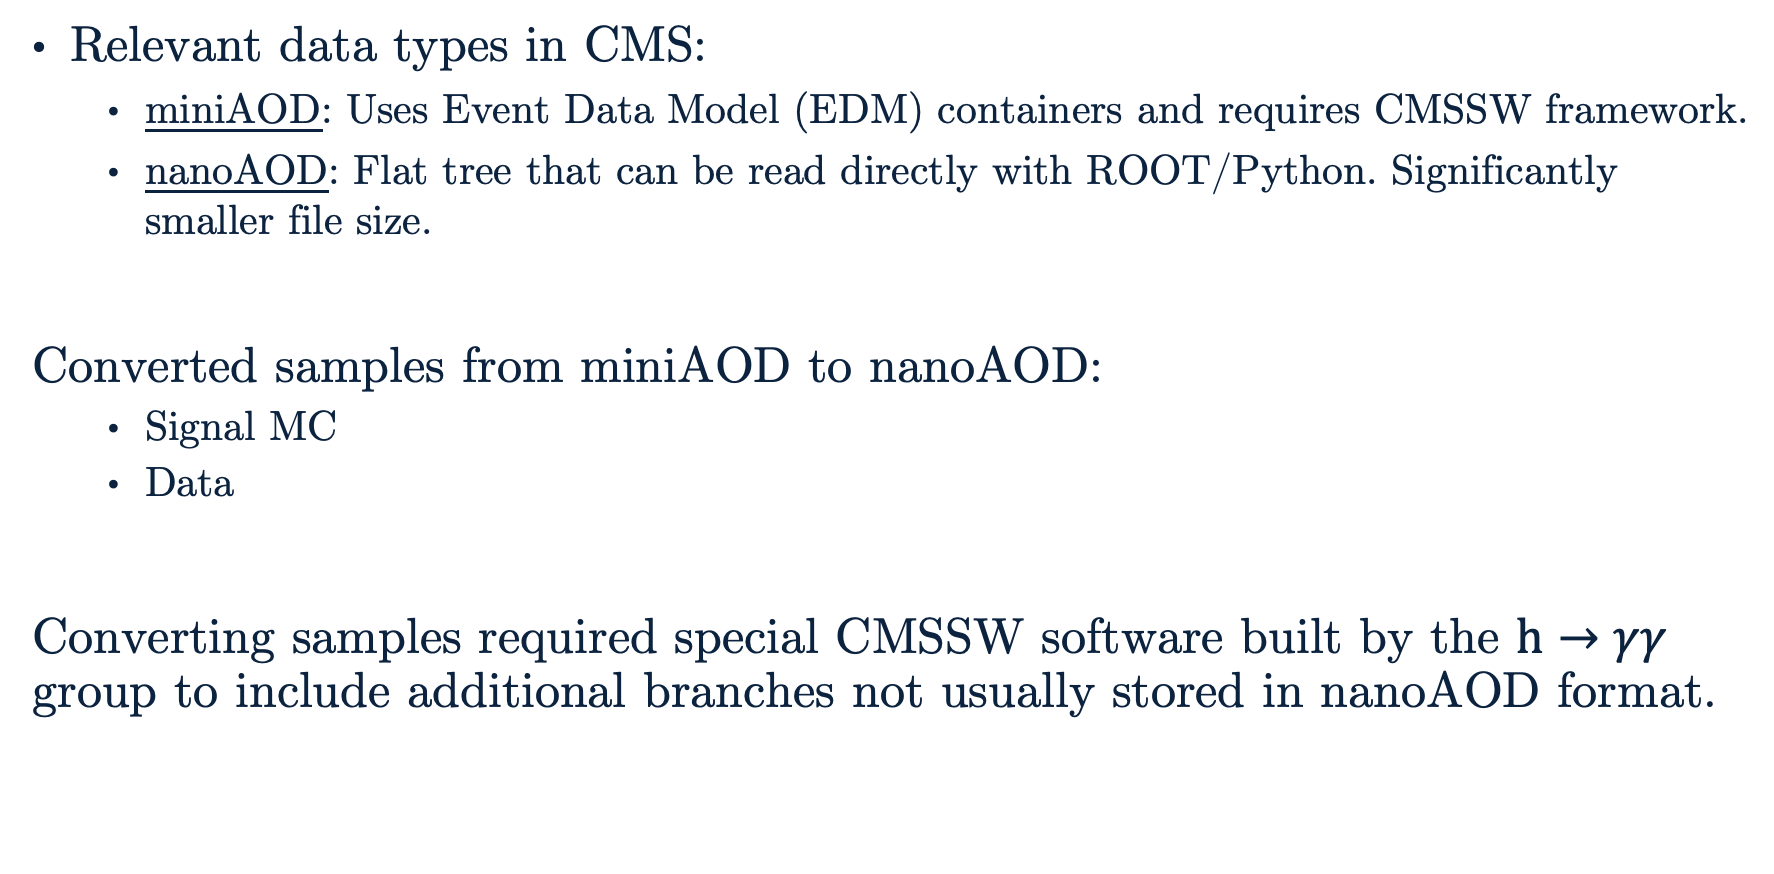 • Relevant data types in CMS:
• miniAOD: Uses Event Data Model (EDM) containers and requires CMSSW framework.
• nanoAOD: Flat tree that can be read directly with ROOT/Python. Significantly
smaller file size.
Converted samples from miniAOD to nanoAOD:
• Signal MC
• Data
Converting samples required special CMSSW software built by the h → γγ
group to include additional branches not usually stored in nanoAOD format.